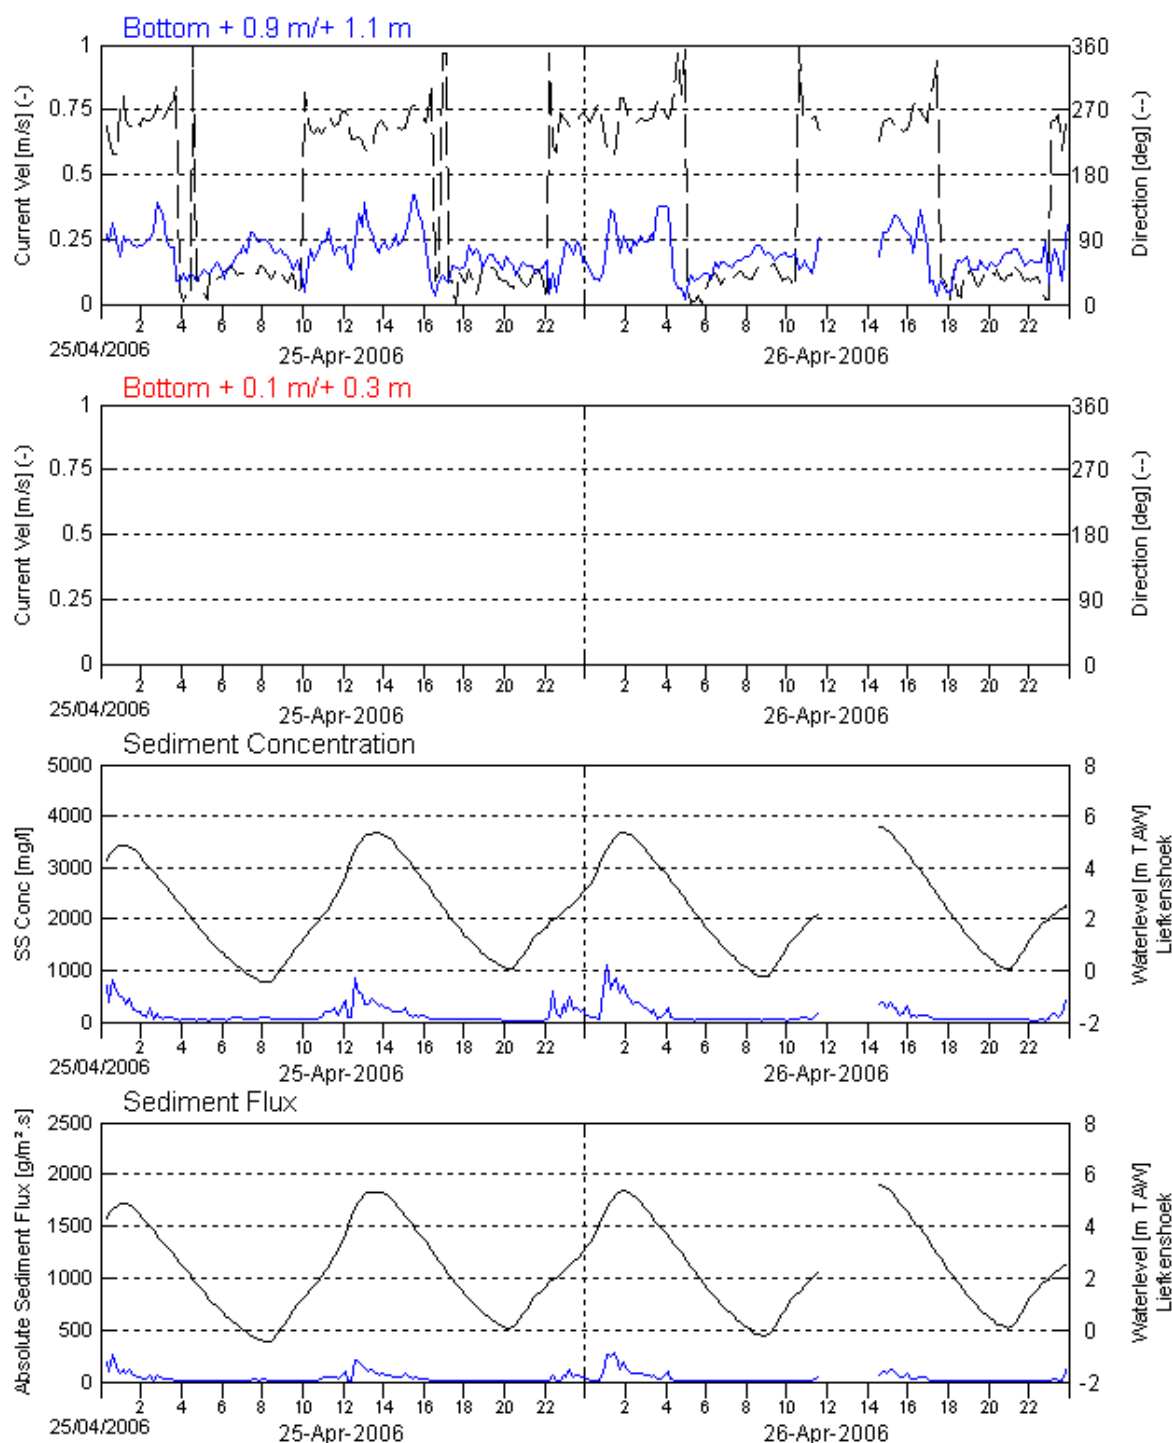 Bottom + 0.9 m/+ 1.1 m
Current Vel [m/s] (-)
1
0.75
0.5
0.25
0
360
270
180
90
0
Direction [deg] (--)
2 4 6 8 10 12 14 16 18 20 22 2 4 6 8 10 12 14 16 18 20 22
25/04/2006
25-Apr-2006
26-Apr-2006
Bottom + 0.1 m/+ 0.3 m
Current Vel [m/s] (-)
1
0.75
0.5
0.25
0
360
270
180
90
0
Direction [deg] (--)
2 4 6 8 10 12 14 16 18 20 22 2 4 6 8 10 12 14 16 18 20 22
25/04/2006
25-Apr-2006
26-Apr-2006
Sediment Concentration
SS Conc [mg/l]
5000
4000
3000
2000
1000
0
8
6
4
2
0
-2
Waterlevel [m TAW]
Liefkenshoek
2 4 6 8 10 12 14 16 18 20 22 2 4 6 8 10 12 14 16 18 20 22
25/04/2006
25-Apr-2006
26-Apr-2006
Sediment Flux
Absolute Sediment Flux [g/m².s]
2500
2000
1500
1000
500
0
8
6
4
2
0
-2
Waterlevel [m TAW]
Liefkenshoek
2 4 6 8 10 12 14 16 18 20 22 2 4 6 8 10 12 14 16 18 20 22
25/04/2006
25-Apr-2006
26-Apr-2006